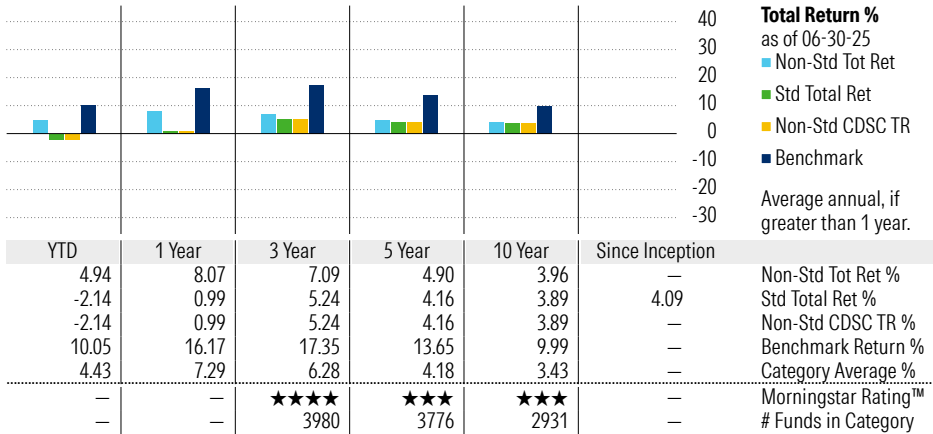 40
30
20
10
0
-10
-20
-30
Total Return %
as of 06-30-25
Non-Std Tot Ret
Std Total Ret
Non-Std CDSC TR
Benchmark
Average annual, if
greater than 1 year.
YTD 1 Year 3 Year 5 Year 10 Year Since Inception
4.94 8.07 7.09 4.90 3.96 — Non-Std Tot Ret %
-2.14 0.99 5.24 4.16 3.89 4.09 Std Total Ret %
-2.14 0.99 5.24 4.16 3.89 — Non-Std CDSC TR %
10.05 16.17 17.35 13.65 9.99 — Benchmark Return %
4.43 7.29 6.28 4.18 3.43 — Category Average %
— — ★★★★ ★★★ ★★★ — Morningstar Rating™
— — 3980 3776 2931 — # Funds in Category